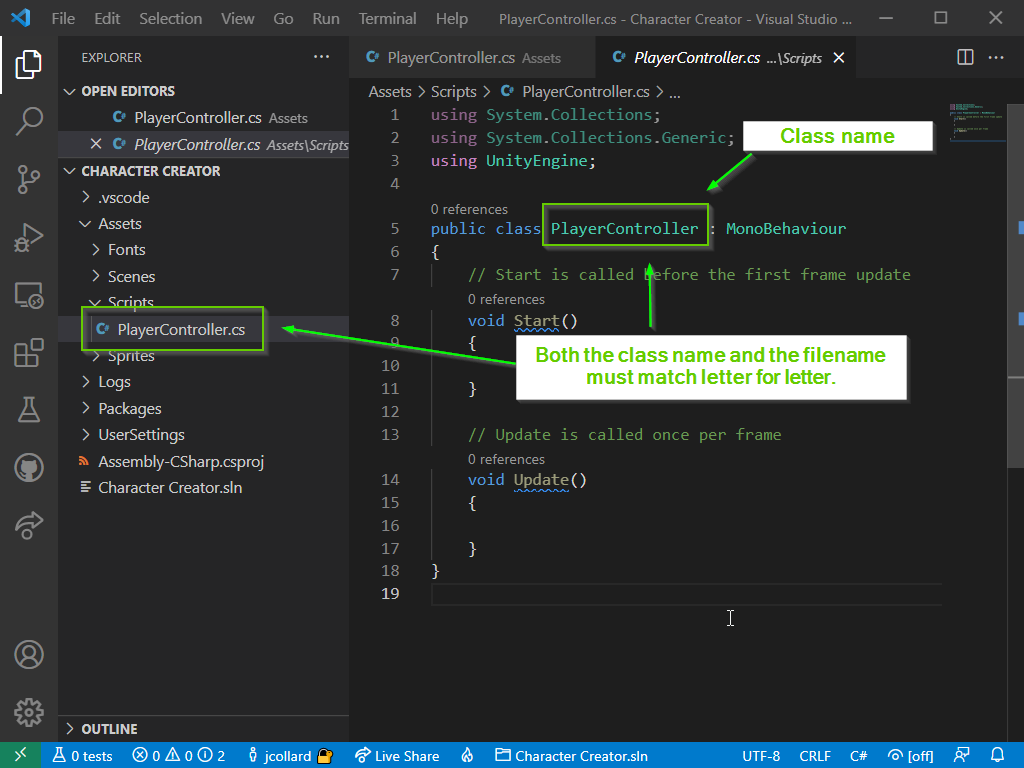 File Edit Selection View Go Run Terminal Help PlayerController.cs - Character Creator - Visual Studio ...
EXPLORER
OPEN EDITORS
PlayerController.cs Assets
PlayerController.cs Assets\Scripts
CHARACTER CREATOR
.vscode
Assets
Fonts
Scenes
Scripts
PlayerController.cs
Sprites
Logs
Packages
UserSettings
Assembly-CSharp.csproj
Character Creator.sln
OUTLINE
PlayerController.cs Assets PlayerController.cs ...\Scripts
Assets > Scripts > PlayerController.cs > ...
1 using System.Collections;
2 using System.Collections.Generic;
3 using UnityEngine;
4
0 references
5 public class PlayerController : MonoBehaviour
6 {
7 // Start is called before the first frame update
0 references
8 void Start()
9 {
10
11 }
12
13 // Update is called once per frame
0 references
14 void Update()
15 {
16
17 }
18 }
19
Class name
Both the class name and the filename
must match letter for letter.
0 tests 0 0 2 jcollard Live Share Character Creator.sln UTF-8 CRLF C# [off]